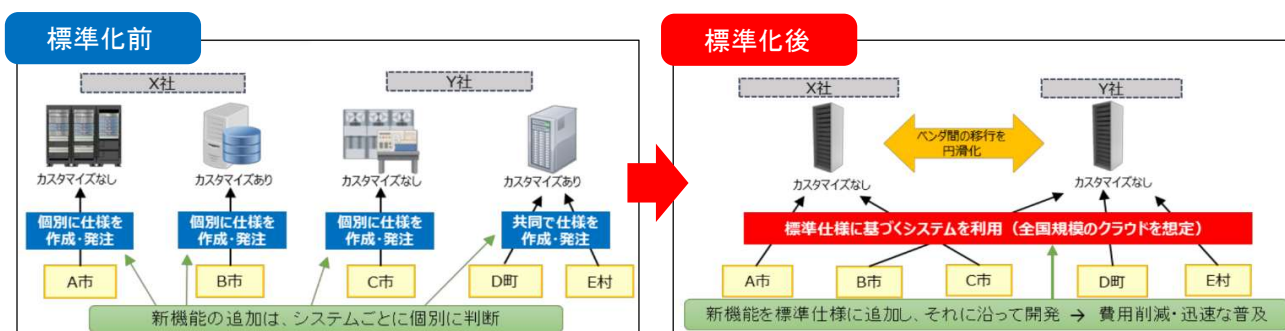 標準化前
X社
Y社
カスタマイズなし
カスタマイズあり
カスタマイズなし
カスタマイズあり
個別に仕様を
作成・発注
個別に仕様を
作成・発注
個別に仕様を
作成・発注
共同で仕様を
作成・発注
A市
B市
C市
D町
E村
新機能の追加は、システムごとに個別に判断
標準化後
X社
Y社
ベンダ間の移行を
円滑化
カスタマイズなし
カスタマイズなし
標準仕様に基づくシステムを利用（全国規模のクラウドを想定）
A市
B市
C市
D町
E村
新機能を標準仕様に追加し、それに沿って開発 → 費用削減・迅速な普及